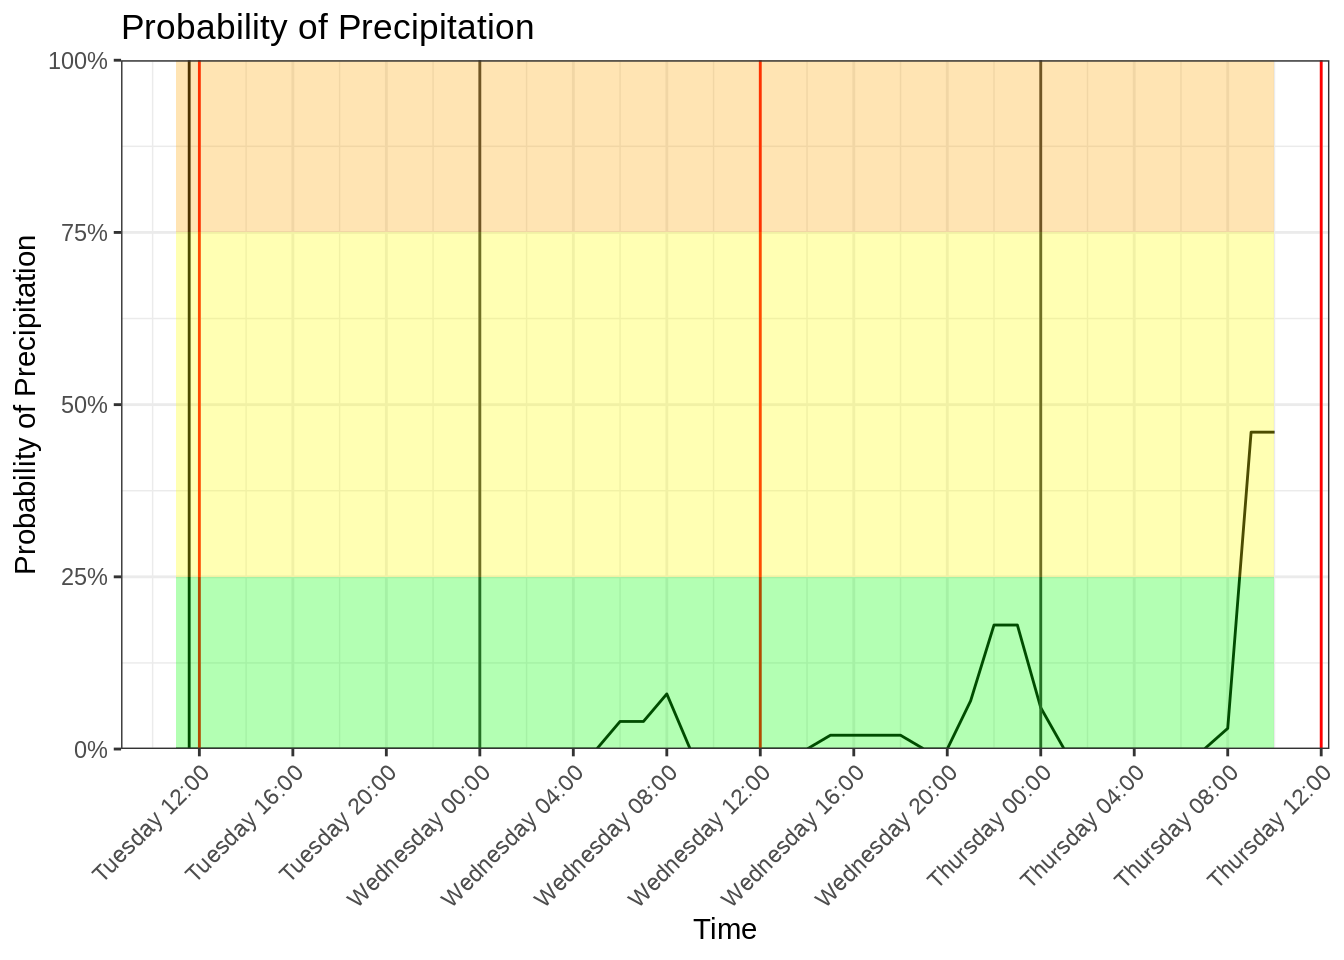 Probability of Precipitation
Probability of Precipitation
100%
75%
50%
25%
0%
Tuesday 12:00
Tuesday 16:00
Tuesday 20:00
Wednesday 00:00
Wednesday 04:00
Wednesday 08:00
Wednesday 12:00
Wednesday 16:00
Wednesday 20:00
Thursday 00:00
Thursday 04:00
Thursday 08:00
Thursday 12:00
Time